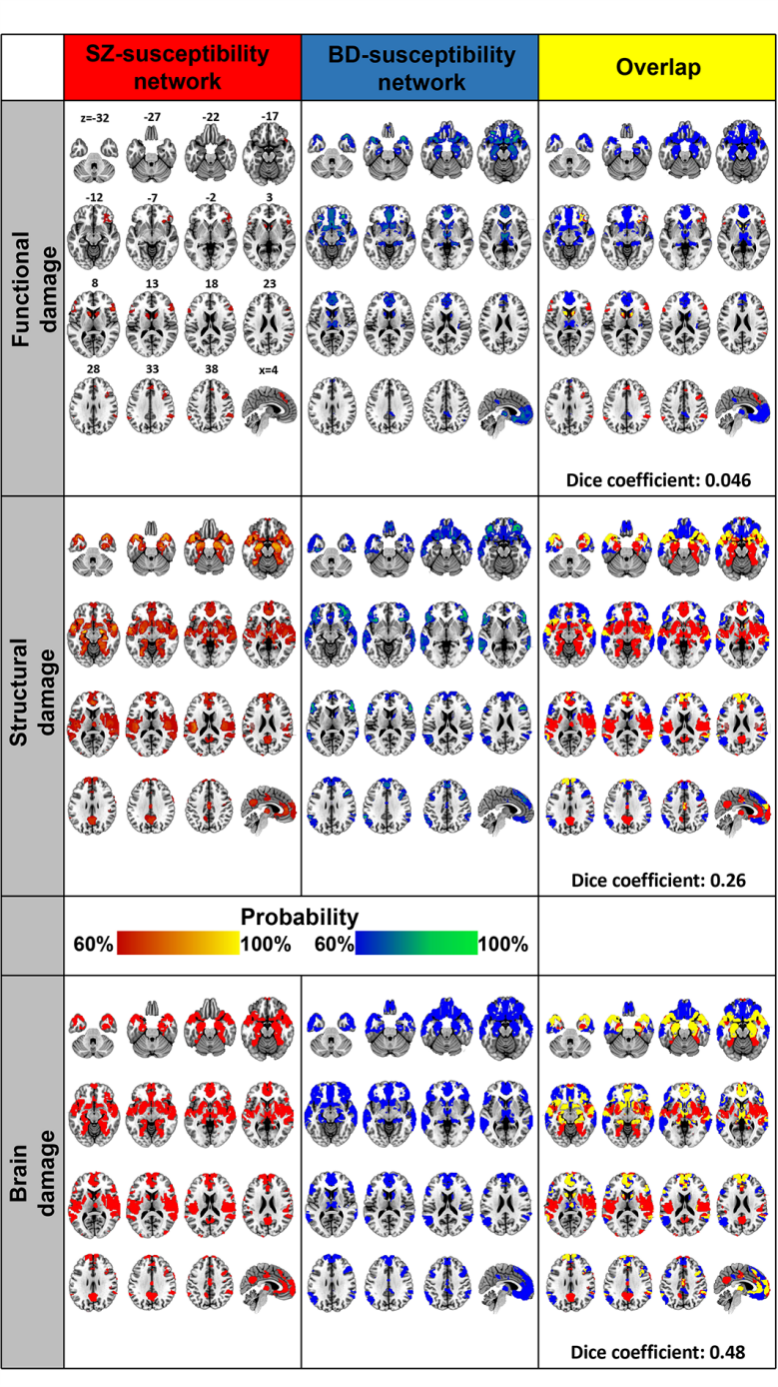 SZ-susceptibility
network
BD-susceptibility
network
Overlap
Functional
damage
z=-32 -27 -22 -17
-12 -7 -2 3
8 13 18 23
28 33 38 x=4
Dice coefficient: 0.046
Structural
damage
Dice coefficient: 0.26
Probability
60% 100% 60% 100%
Brain
damage
Dice coefficient: 0.48